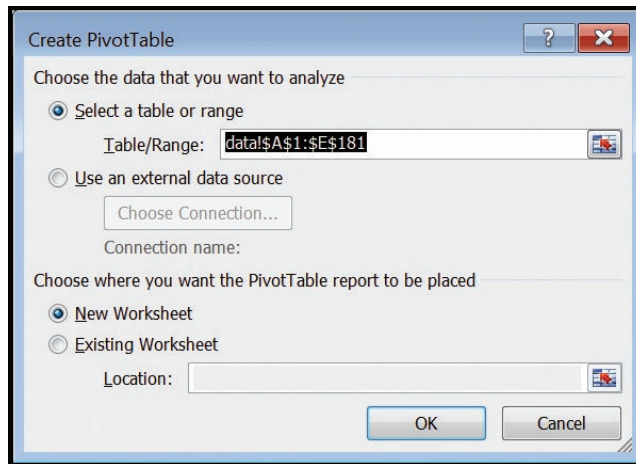 Create PivotTable
?
Choose the data that you want to analyze
Select a table or range
Table/Range: data!$A$1:$E$181
Use an external data source
Choose Connection...
Connection name:
Choose where you want the PivotTable report to be placed
New Worksheet
Existing Worksheet
Location:
OK Cancel